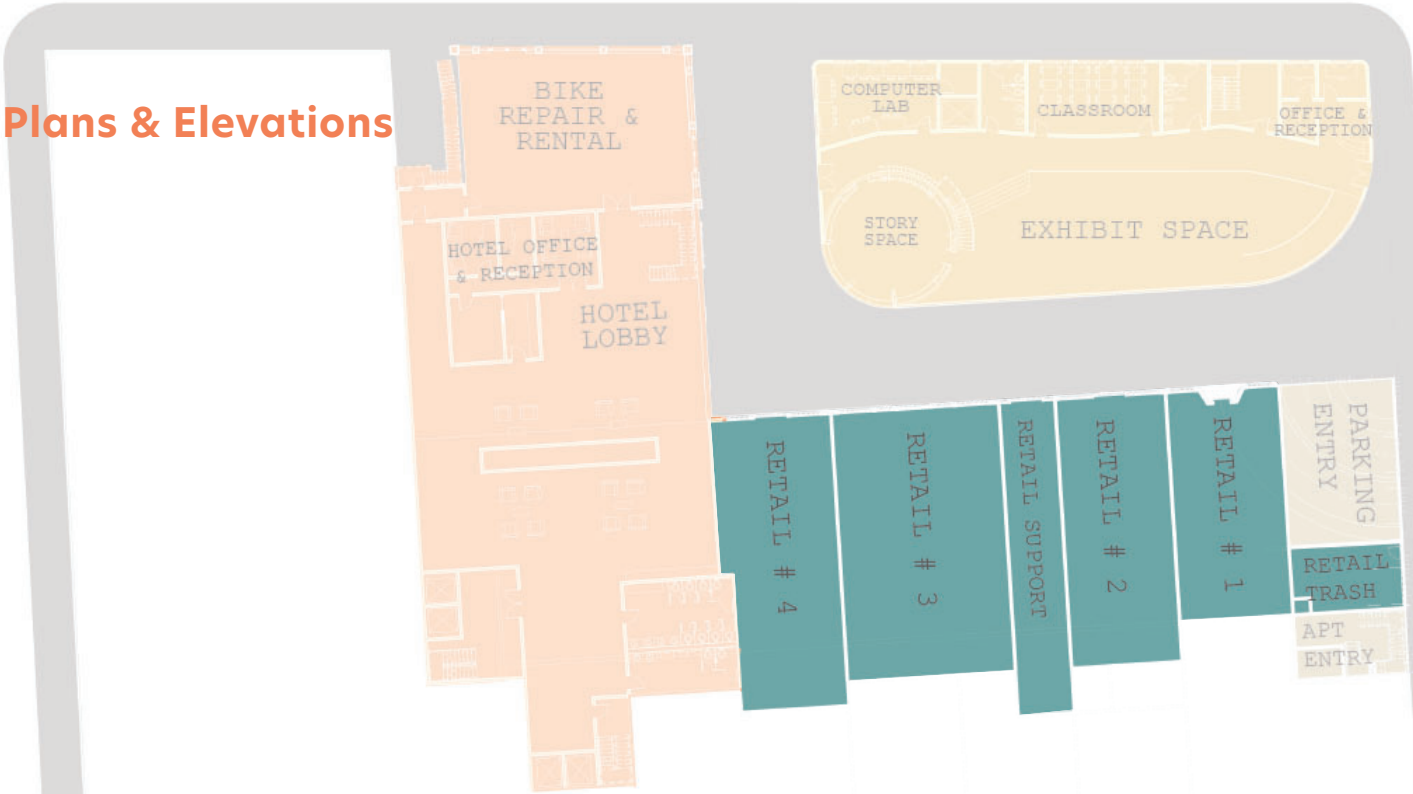 Plans & Elevations
BIKE
REPAIR &
RENTAL
COMPUTER
LAB
CLASSROOM
OFFICE &
RECEPTION
STORY
SPACE
EXHIBIT SPACE
HOTEL OFFICE
& RECEPTION
HOTEL
LOBBY
RETAIL # 4
RETAIL # 3
RETAIL SUPPORT
RETAIL # 2
RETAIL # 1
PARKING
ENTRY
RETAIL
TRASH
APT
ENTRY